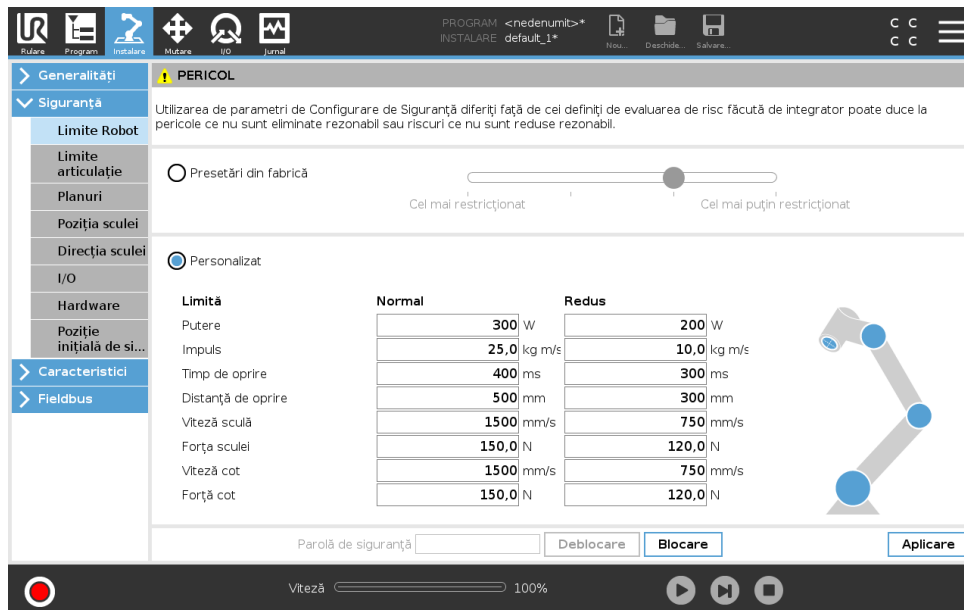 UR
PROGRAM <nedenumit>*
INSTALARE default_1*
Rulare Program Instalare Mutare I/O Jurnal Nou... Deschide... Salvare...
C C
C C
Generalități
Siguranță
Limite Robot
Limite
articulație
Planuri
Poziția sculei
Direcția sculei
I/O
Hardware
Poziție
inițială de si...
Caracteristici
Fieldbus
PERICOL
Utilizarea de parametri de Configurare de Siguranță diferiți față de cei definiți de evaluarea de risc făcută de integrator poate duce la
pericole ce nu sunt eliminate rezonabil sau riscuri ce nu sunt reduse rezonabil.
Presetări din fabrică
Cel mai restricționat Cel mai puțin restricționat
Personalizat
Limită Normal Redus
Putere 300 W 200 W
Impuls 25,0 kg m/s 10,0 kg m/s
Timp de oprire 400 ms 300 ms
Distanță de oprire 500 mm 300 mm
Viteză sculă 1500 mm/s 750 mm/s
Forța sculei 150,0 N 120,0 N
Viteză cot 1500 mm/s 750 mm/s
Forță cot 150,0 N 120,0 N
Parolă de siguranță Deblocare Blocare Aplicare
Viteză 100%